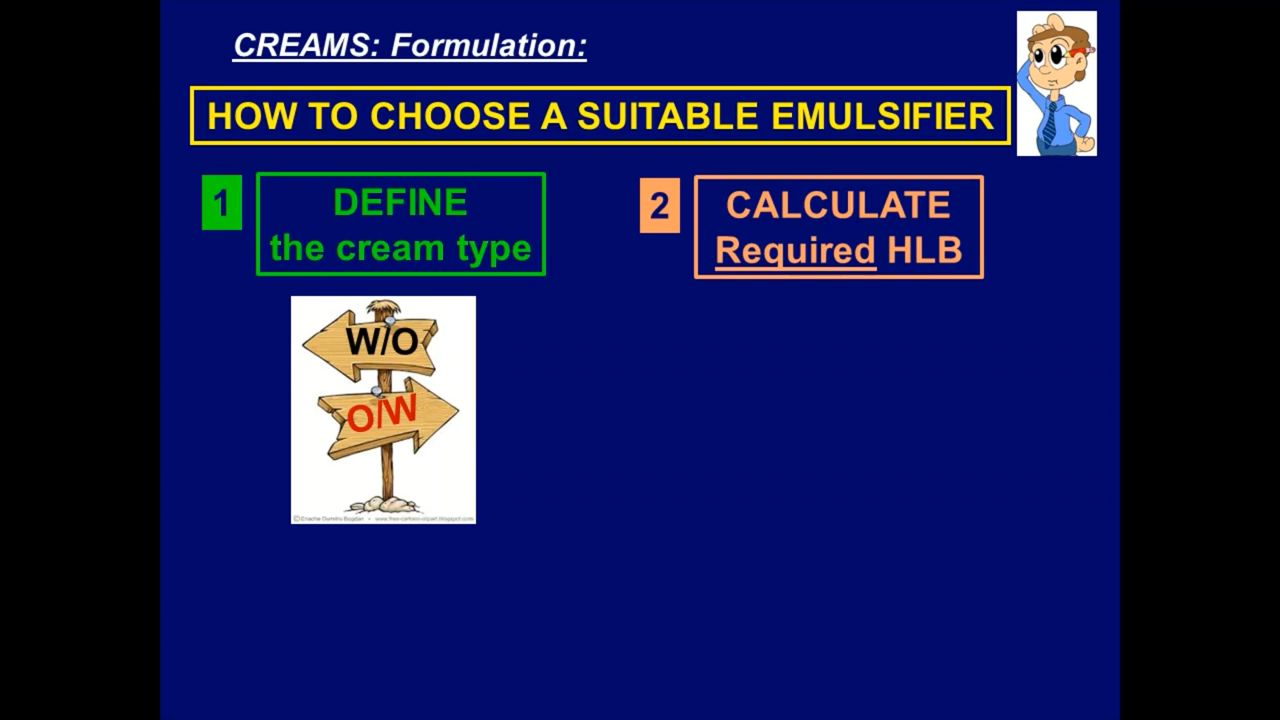 CREAMS: Formulation:
HOW TO CHOOSE A SUITABLE EMULSIFIER
1
DEFINE
the cream type
2
CALCULATE
Required HLB
W/O
O/W